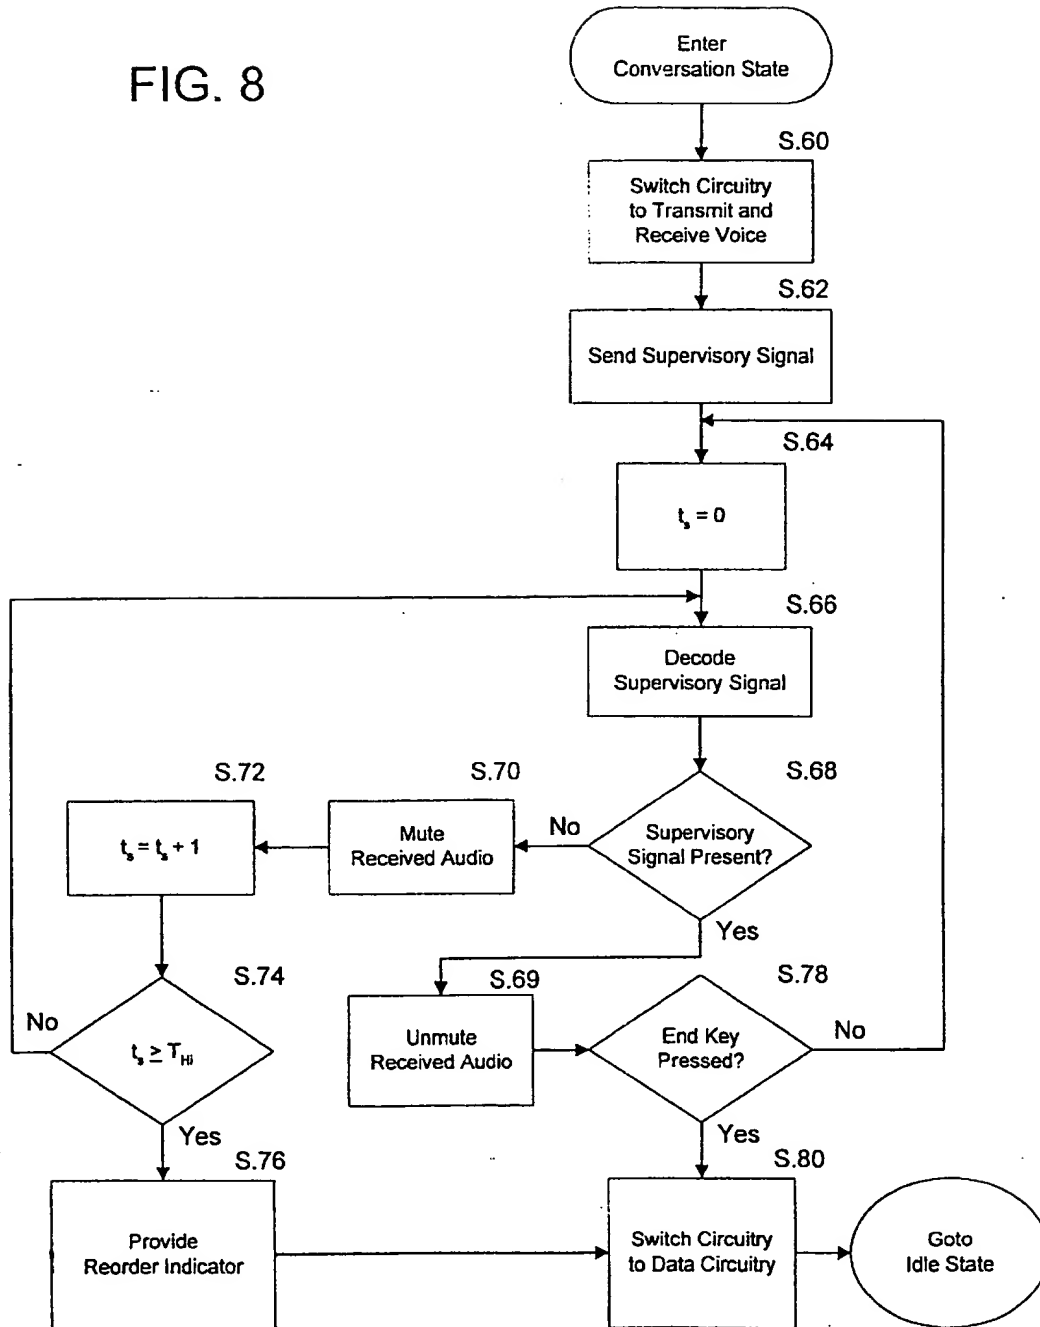 FIG. 8
Enter
Conversation State
S.60
Switch Circuitry
to Transmit and
Receive Voice
S.62
Send Supervisory Signal
S.64
tₛ = 0
S.66
Decode
Supervisory Signal
S.68
Supervisory
Signal Present?
No
Yes
S.70
Mute
Received Audio
S.72
tₛ = tₛ + 1
S.74
tₛ ≥ T_Hi
No
Yes
S.69
Unmute
Received Audio
S.78
End Key
Pressed?
No
Yes
S.76
Provide
Reorder Indicator
S.80
Switch Circuitry
to Data Circuitry
Goto
Idle State